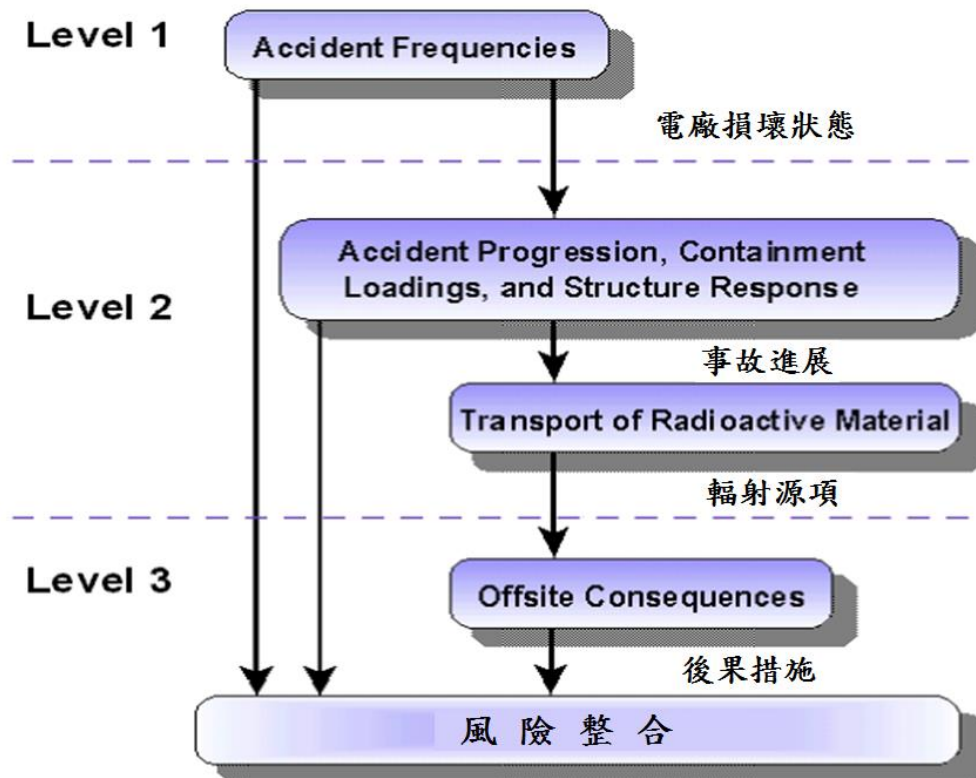 Level 1
Accident Frequencies
電廠損壞狀態
Level 2
Accident Progression, Containment
Loadings, and Structure Response
事故進展
Transport of Radioactive Material
輻射源項
Level 3
Offsite Consequences
後果措施
風險整合